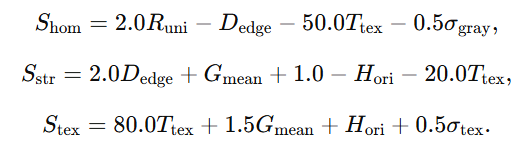 S_hom = 2.0R_uni − D_edge − 50.0T_tex − 0.5σ_gray,
S_str = 2.0D_edge + G_mean + 1.0 − H_ori − 20.0T_tex,
S_tex = 80.0T_tex + 1.5G_mean + H_ori + 0.5σ_tex.